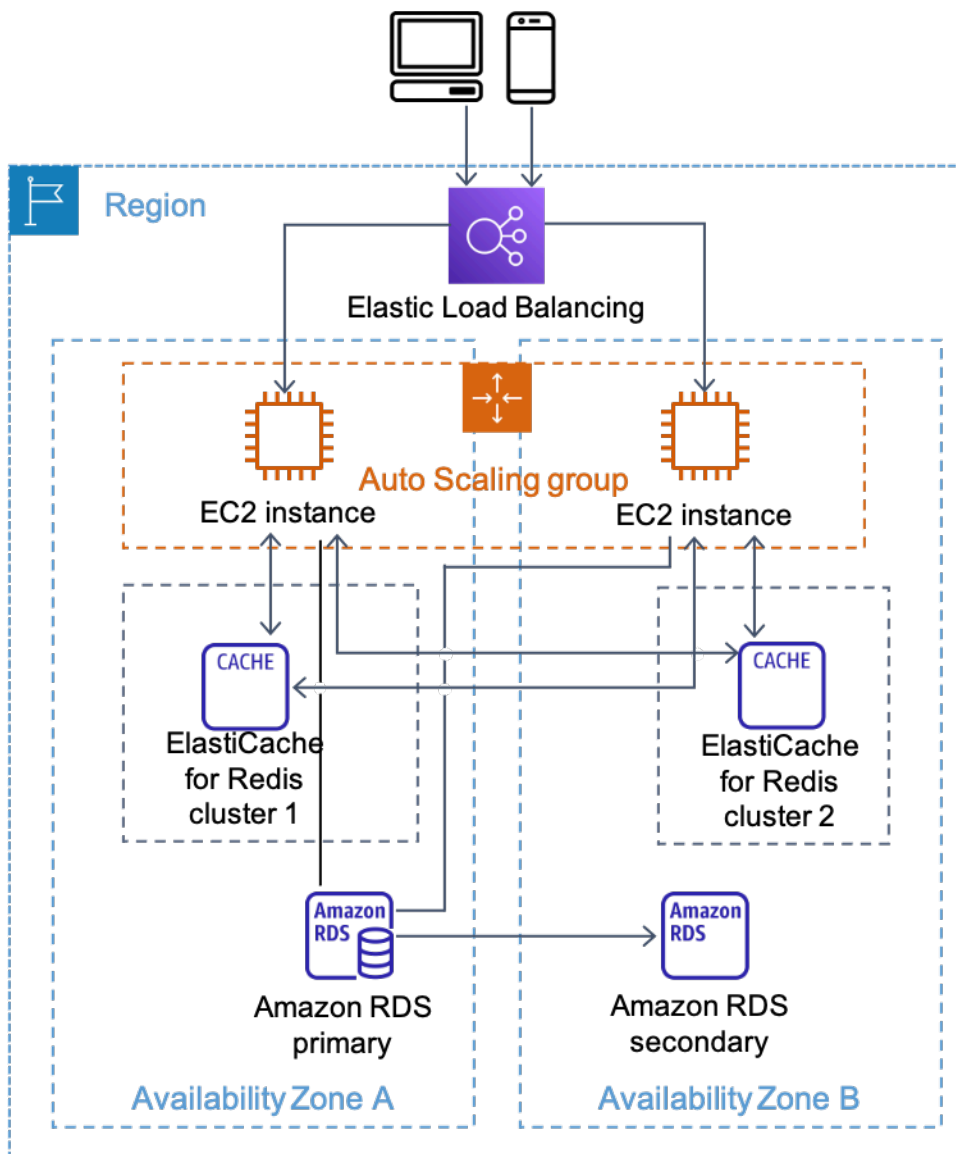 Region
Elastic Load Balancing
Auto Scaling group
EC2 instance
EC2 instance
CACHE
ElastiCache
for Redis
cluster 1
CACHE
ElastiCache
for Redis
cluster 2
Amazon
RDS
Amazon RDS
primary
Amazon
RDS
Amazon RDS
secondary
Availability Zone A
Availability Zone B